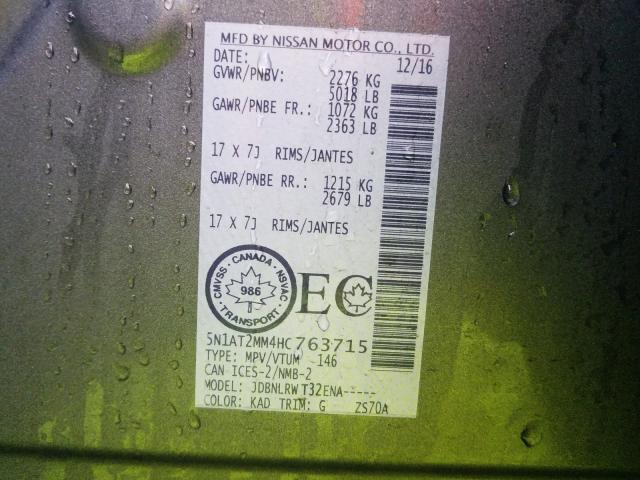 MFD BY NISSAN MOTOR CO., LTD.
DATE: 12/16
GVWR/PNBV: 2276 KG
5018 LB
GAWR/PNBE FR.: 1072 KG
2363 LB
17 X 7J RIMS/JANTES
GAWR/PNBE RR.: 1215 KG
2679 LB
17 X 7J RIMS/JANTES
CMVSS · CANADA · NSVAC · TRANSPORT ·
986
EC
5N1AT2MM4HC763715
TYPE: MPV/VTUM 146
CAN ICES-2/NMB-2
MODEL: JDBNLRWT32ENA-----
COLOR: KAD TRIM: G ZS70A